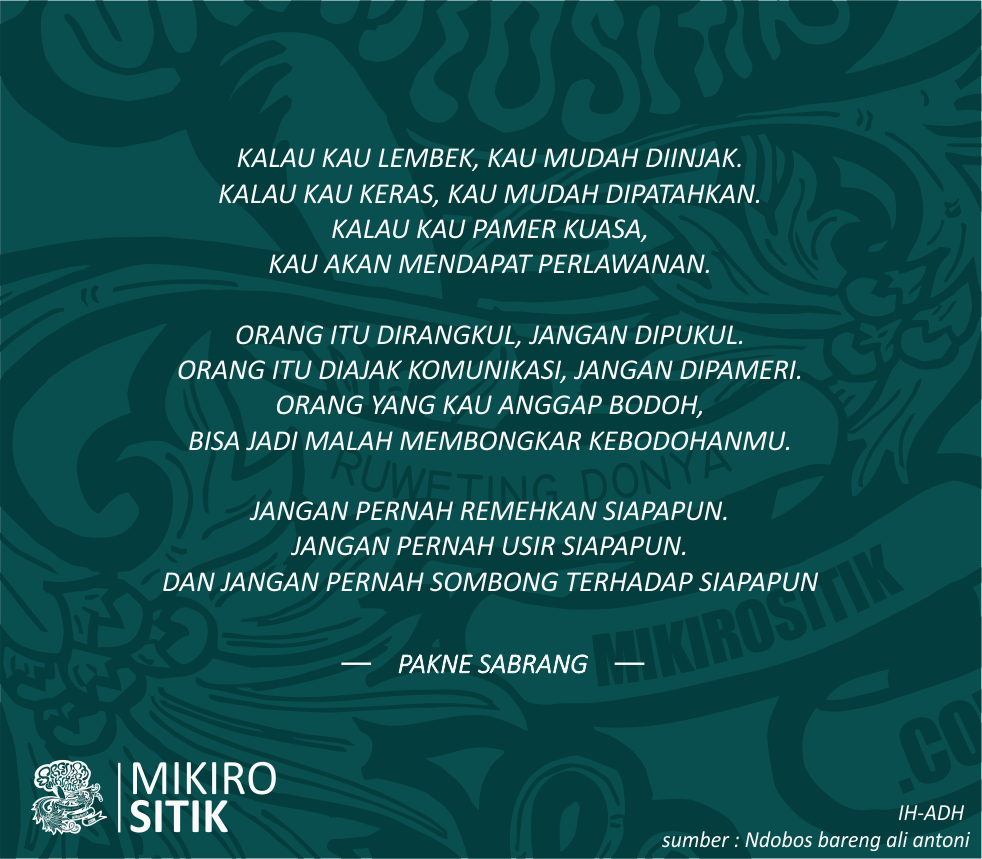 KALAU KAU LEMBEK, KAU MUDAH DIINJAK.
KALAU KAU KERAS, KAU MUDAH DIPATAHKAN.
KALAU KAU PAMER KUASA,
KAU AKAN MENDAPAT PERLAWANAN.
ORANG ITU DIRANGKUL, JANGAN DIPUKUL.
ORANG ITU DIAJAK KOMUNIKASI, JANGAN DIPAMERI.
ORANG YANG KAU ANGGAP BODOH,
BISA JADI MALAH MEMBONGKAR KEBODOHANMU.
RUWETING DONYA
JANGAN PERNAH REMEHKAN SIAPAPUN.
JANGAN PERNAH USIR SIAPAPUN.
DAN JANGAN PERNAH SOMBONG TERHADAP SIAPAPUN
MIKIROSITIK
— PAKNE SABRANG —
MIKIRO
SITIK
IH-ADH
sumber : Ndobos bareng ali antoni